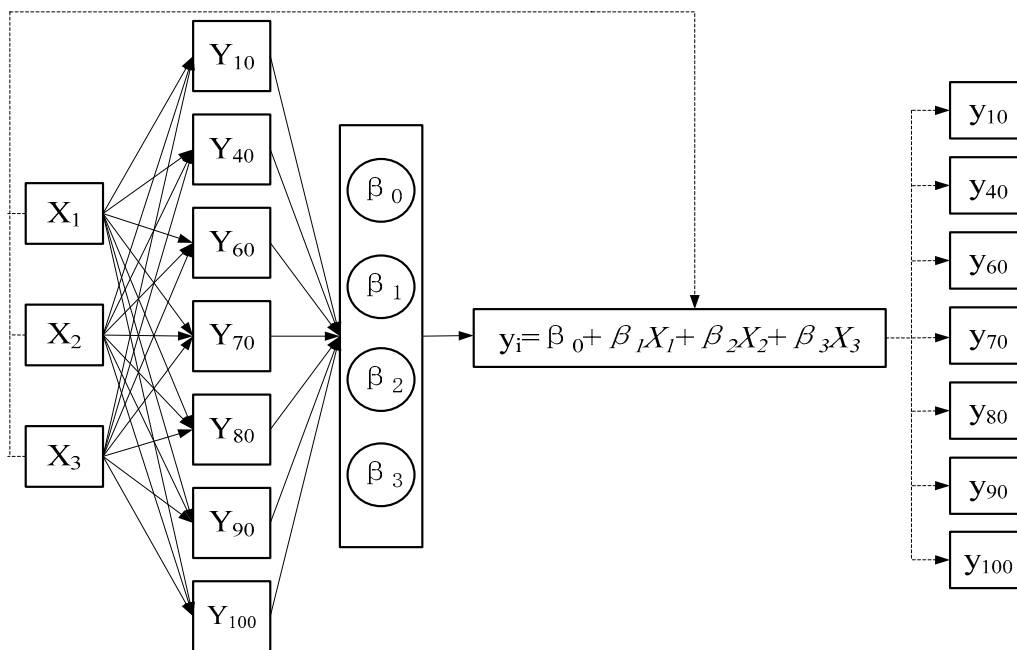 X₁
X₂
X₃
Y₁₀
Y₄₀
Y₆₀
Y₇₀
Y₈₀
Y₉₀
Y₁₀₀
β₀
β₁
β₂
β₃
yᵢ=β₀+β₁X₁+β₂X₂+β₃X₃
y₁₀
y₄₀
y₆₀
y₇₀
y₈₀
y₉₀
y₁₀₀